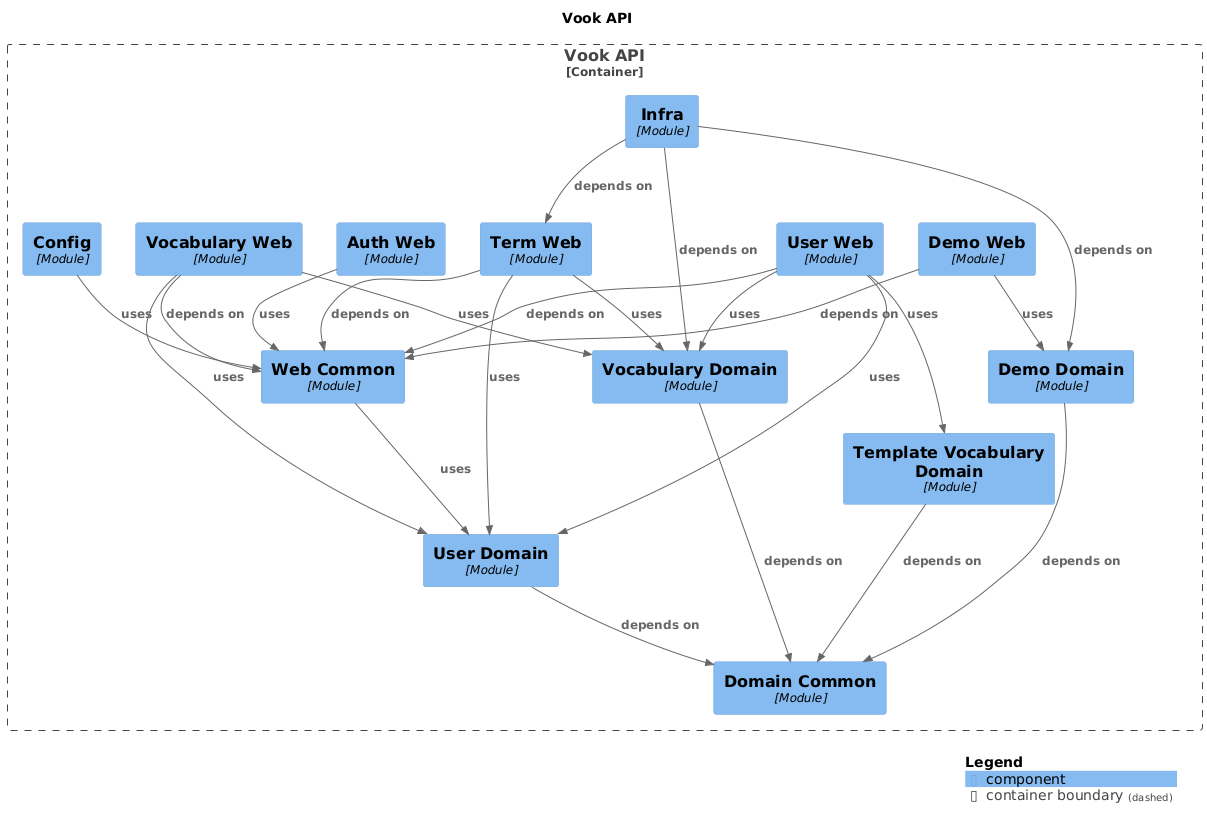 Vook API
Vook API
[Container]
Infra
[Module]
depends on
Config
[Module]
Vocabulary Web
[Module]
Auth Web
[Module]
Term Web
[Module]
User Web
[Module]
Demo Web
[Module]
depends on
depends on
uses
depends on
uses
depends on
uses
depends on
uses
uses
depends on
uses
uses
Web Common
[Module]
Vocabulary Domain
[Module]
Demo Domain
[Module]
uses
uses
uses
Template Vocabulary
Domain
[Module]
uses
User Domain
[Module]
depends on
depends on
depends on
depends on
Domain Common
[Module]
Legend
component
container boundary (dashed)